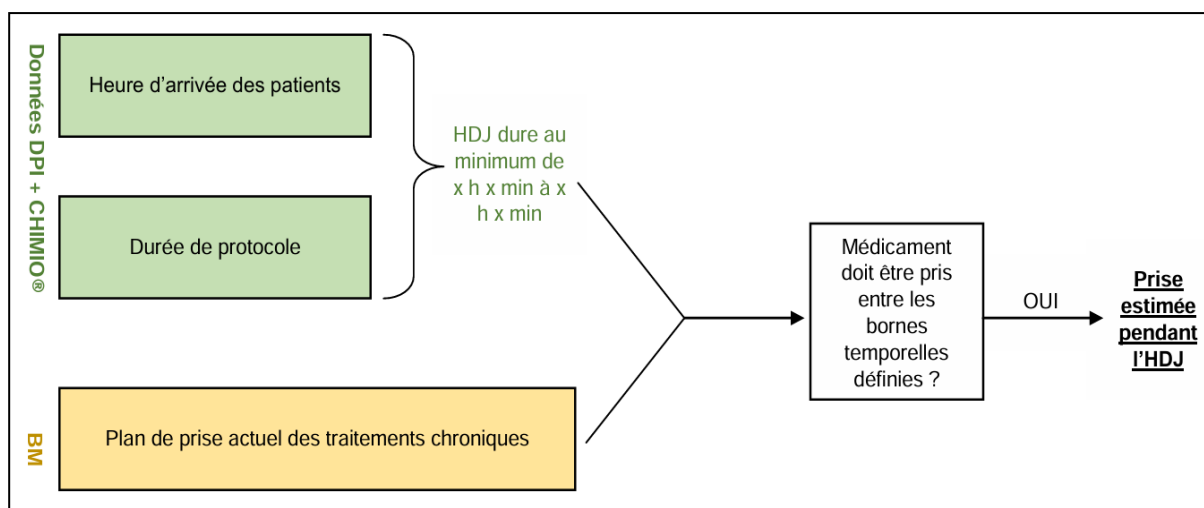 Données DPI + CHIMIO®
Heure d’arrivée des patients
Durée de protocole
HDJ dure au
minimum de
x h x min à x
h x min
BM
Plan de prise actuel des traitements chroniques
Médicament
doit être pris
entre les
bornes
temporelles
définies ?
OUI
Prise
estimée
pendant
l’HDJ